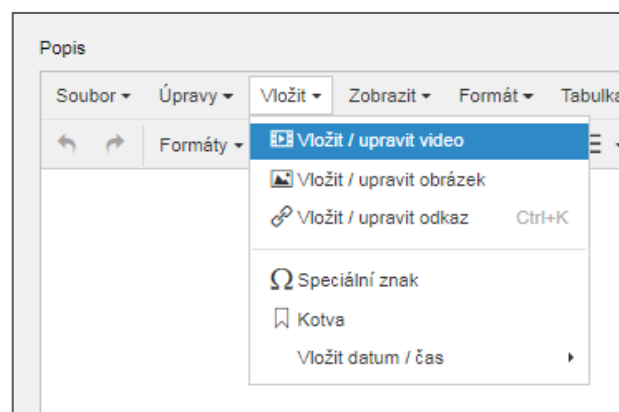 Popis
Soubor Úpravy Vložit Zobrazit Formát Tabulka
Formáty
Vložit / upravit video
Vložit / upravit obrázek
Vložit / upravit odkaz Ctrl+K
Speciální znak
Kotva
Vložit datum / čas